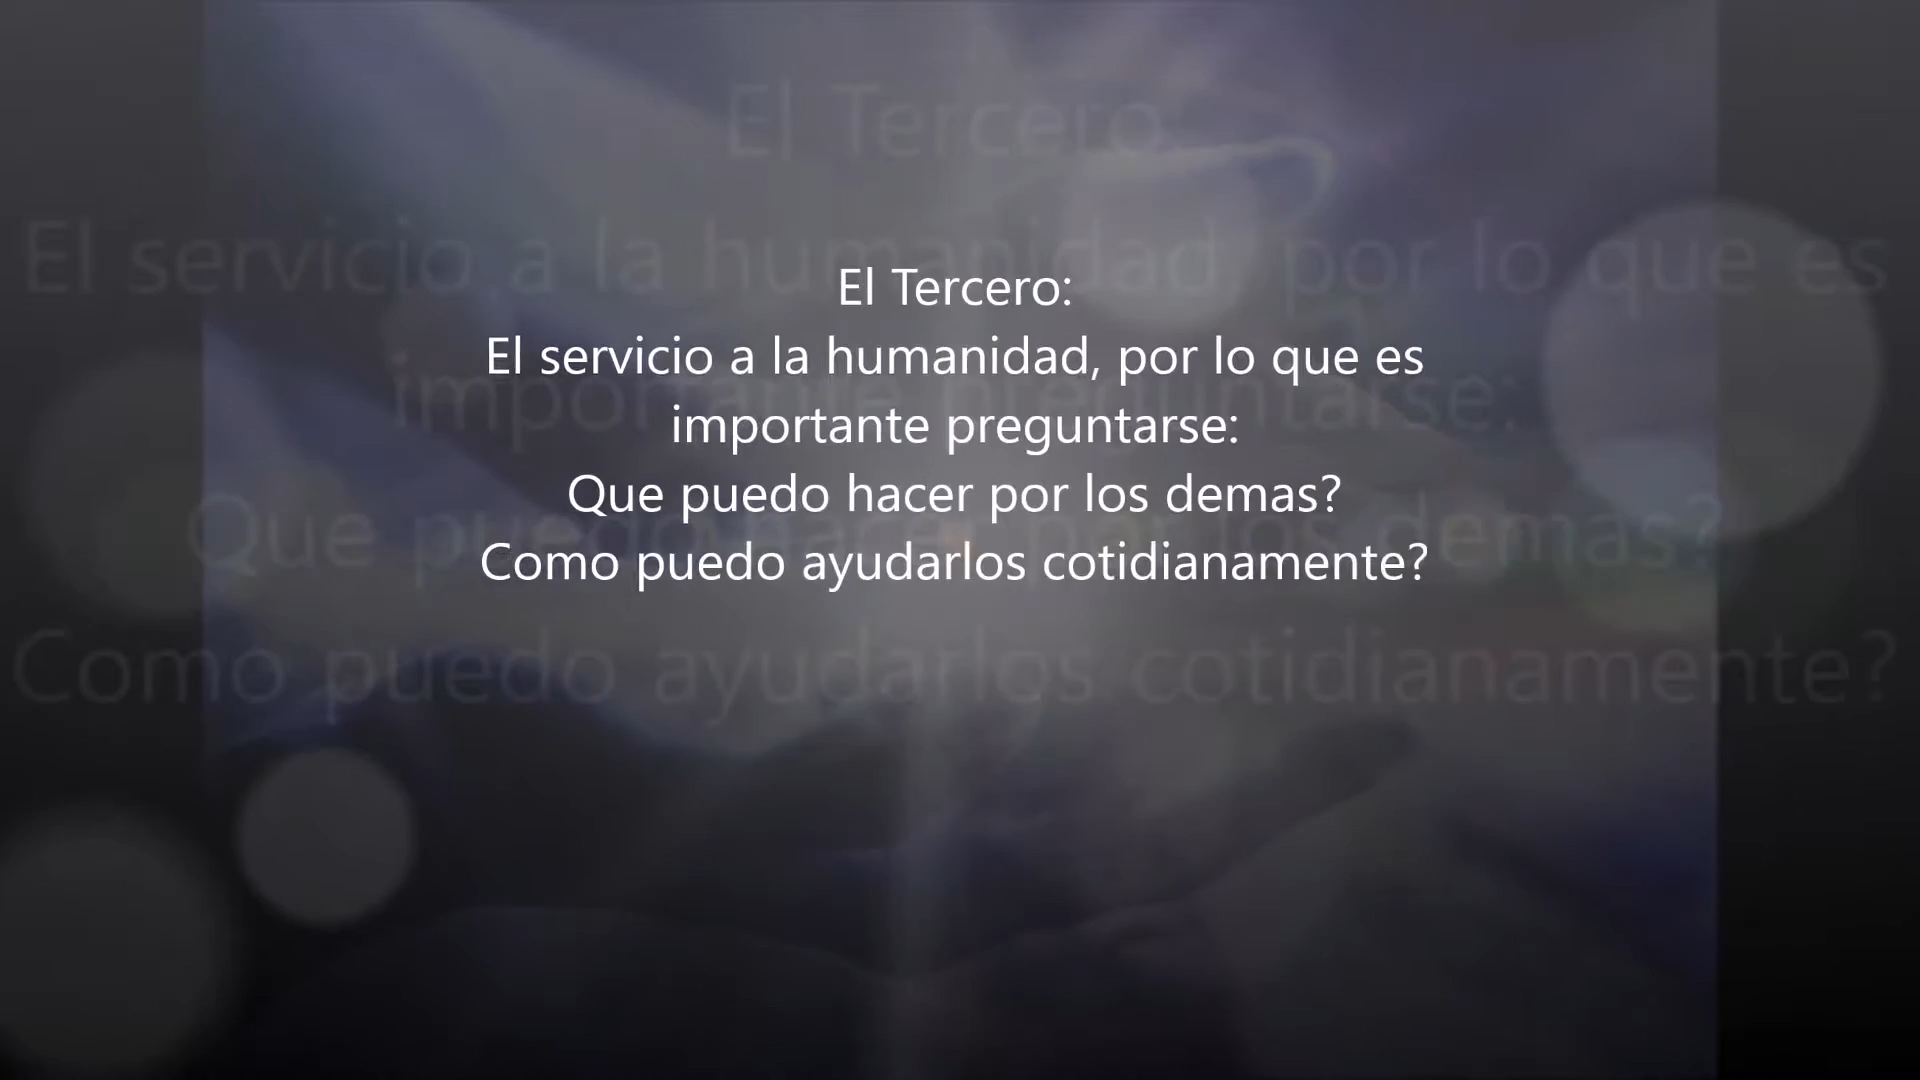 El Tercero:
El servicio a la humanidad, por lo que es
importante preguntarse:
Que puedo hacer por los demas?
Como puedo ayudarlos cotidianamente?